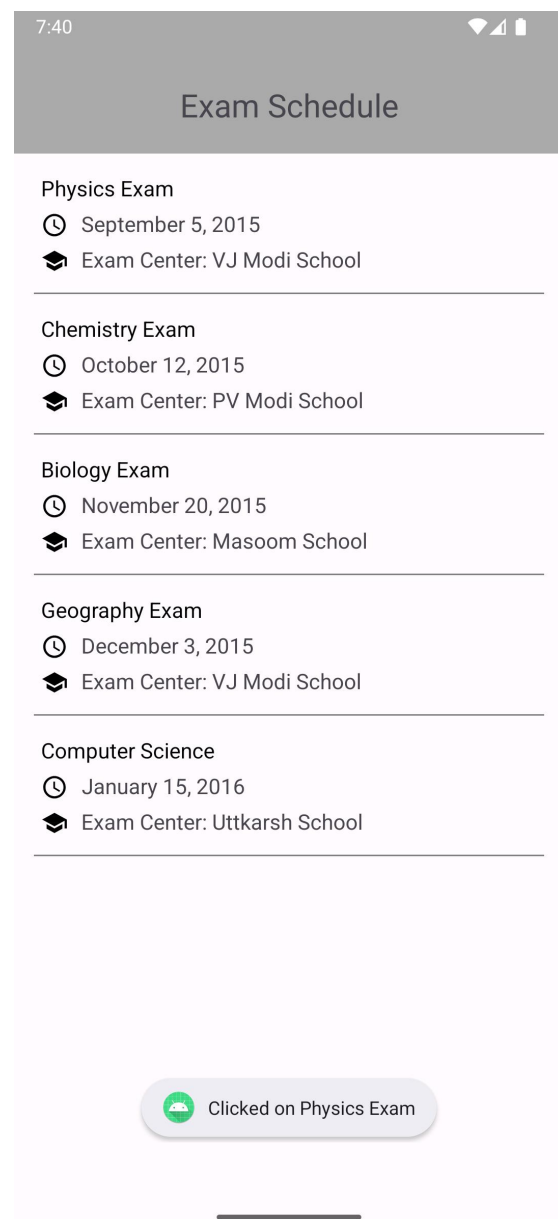 7:40
Exam Schedule
Physics Exam
September 5, 2015
Exam Center: VJ Modi School
Chemistry Exam
October 12, 2015
Exam Center: PV Modi School
Biology Exam
November 20, 2015
Exam Center: Masoom School
Geography Exam
December 3, 2015
Exam Center: VJ Modi School
Computer Science
January 15, 2016
Exam Center: Uttkarsh School
Clicked on Physics Exam